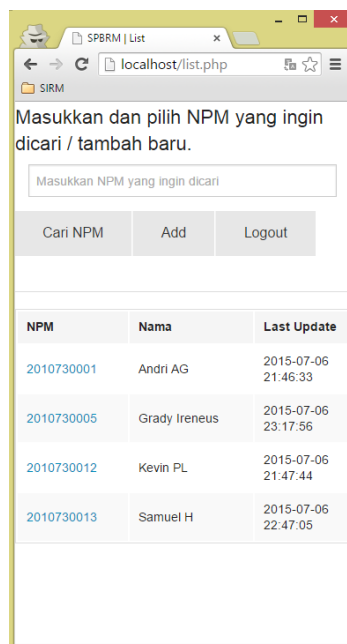 SPBRM | List
localhost/list.php
SIRM
Masukkan dan pilih NPM yang ingin
dicari / tambah baru.
Masukkan NPM yang ingin dicari
Cari NPM Add Logout
NPM Nama Last Update
2010730001 Andri AG 2015-07-06 21:46:33
2010730005 Grady Ireneus 2015-07-06 23:17:56
2010730012 Kevin PL 2015-07-06 21:47:44
2010730013 Samuel H 2015-07-06 22:47:05